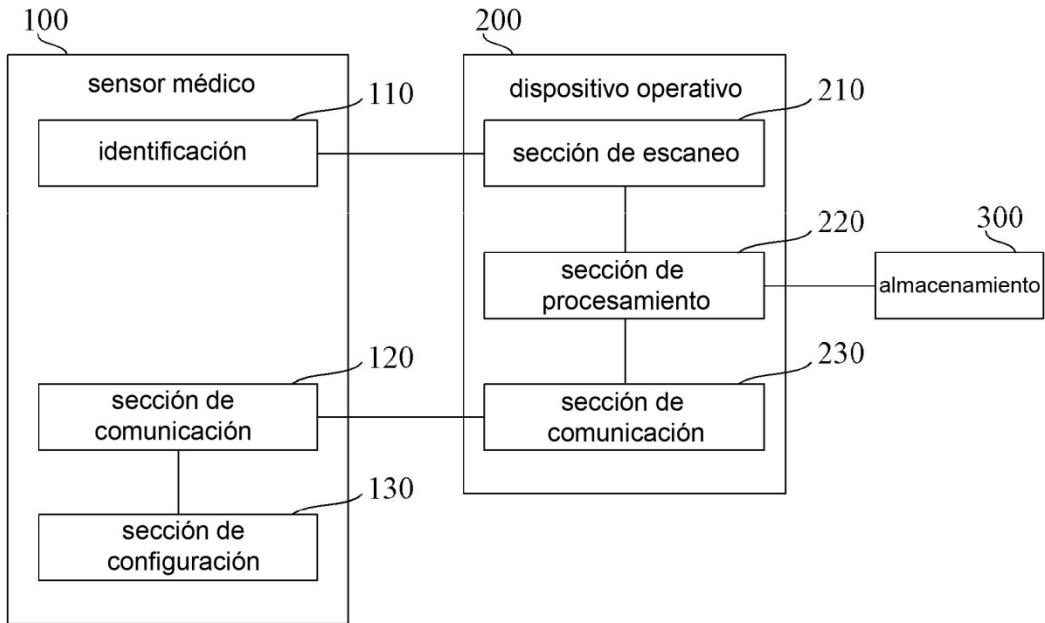 100
sensor médico
110
identificación
120
sección de
comunicación
130
sección de
configuración
200
dispositivo operativo
210
sección de escaneo
220
sección de
procesamiento
230
sección de
comunicación
300
almacenamiento